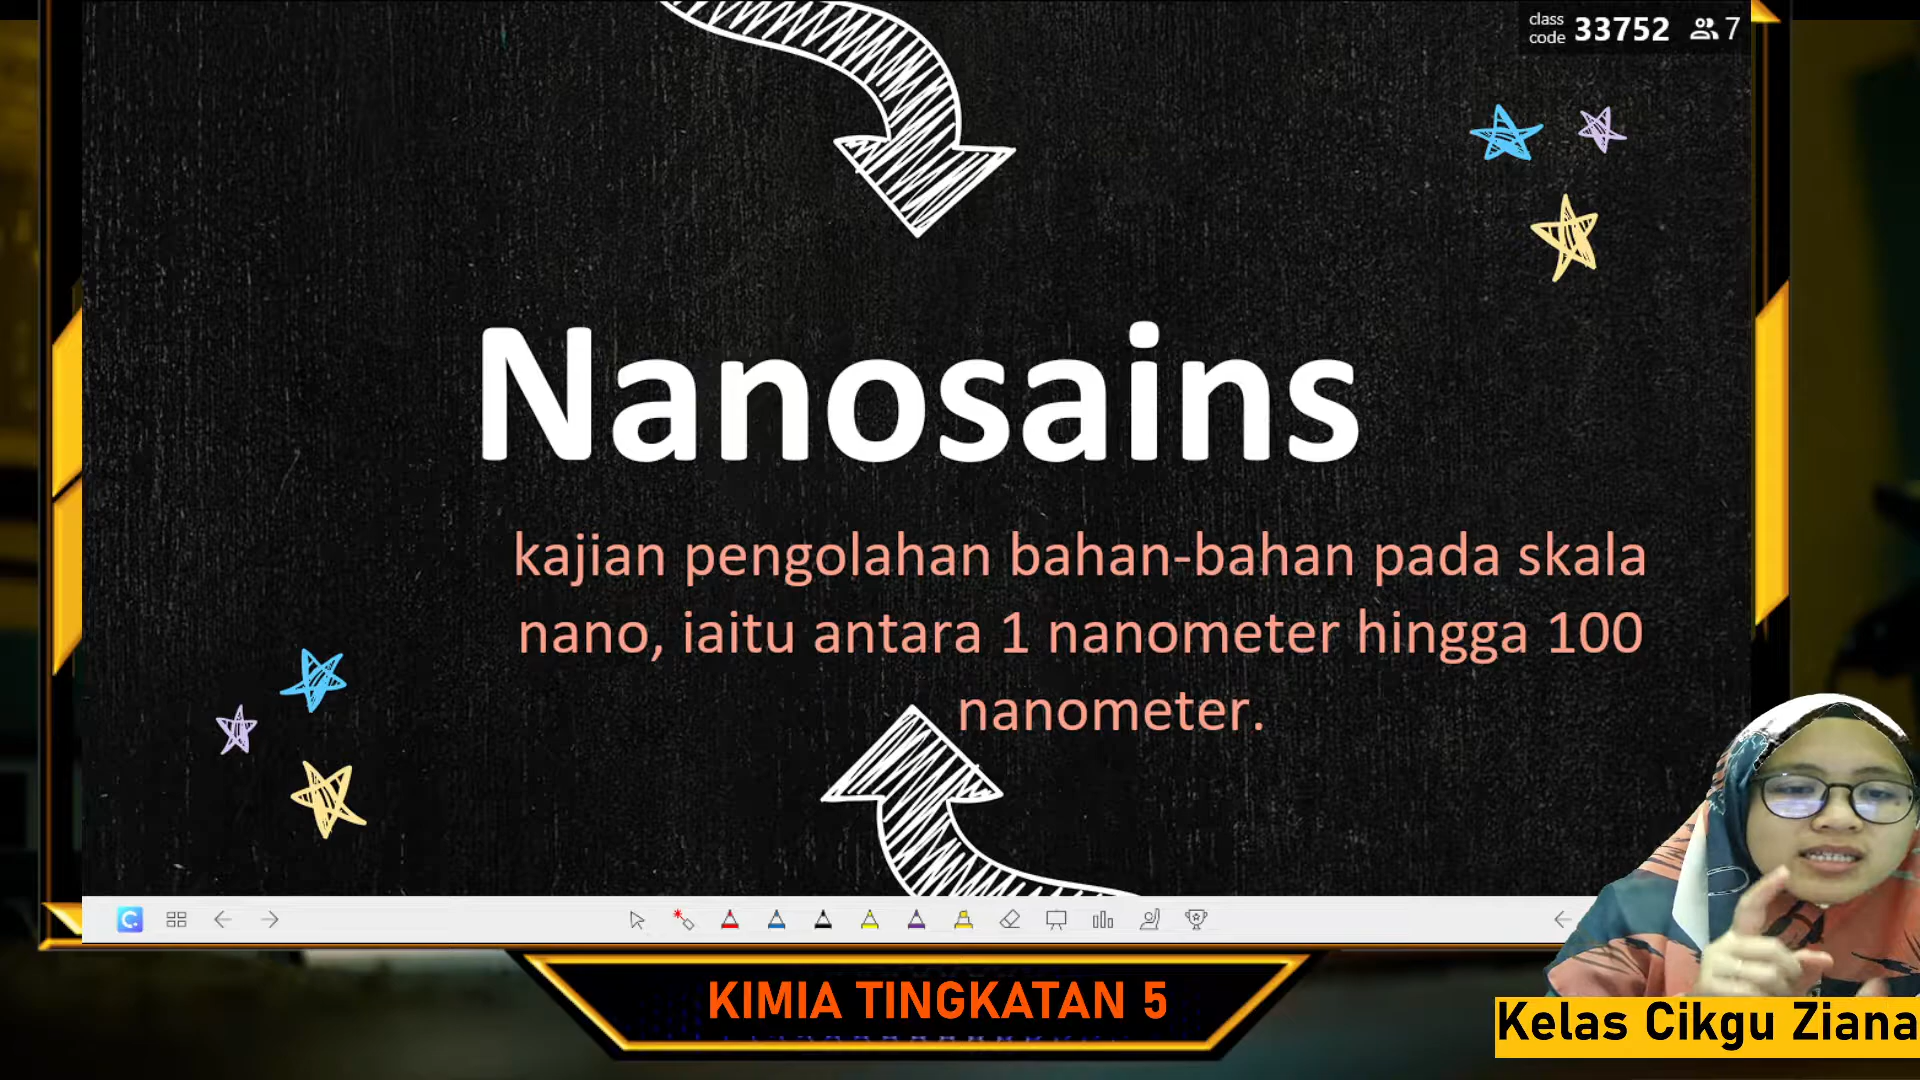 class
code 33752 7
Nanosains
kajian pengolahan bahan-bahan pada skala
nano, iaitu antara 1 nanometer hingga 100
nanometer.
KIMIA TINGKATAN 5
Kelas Cikgu Ziana